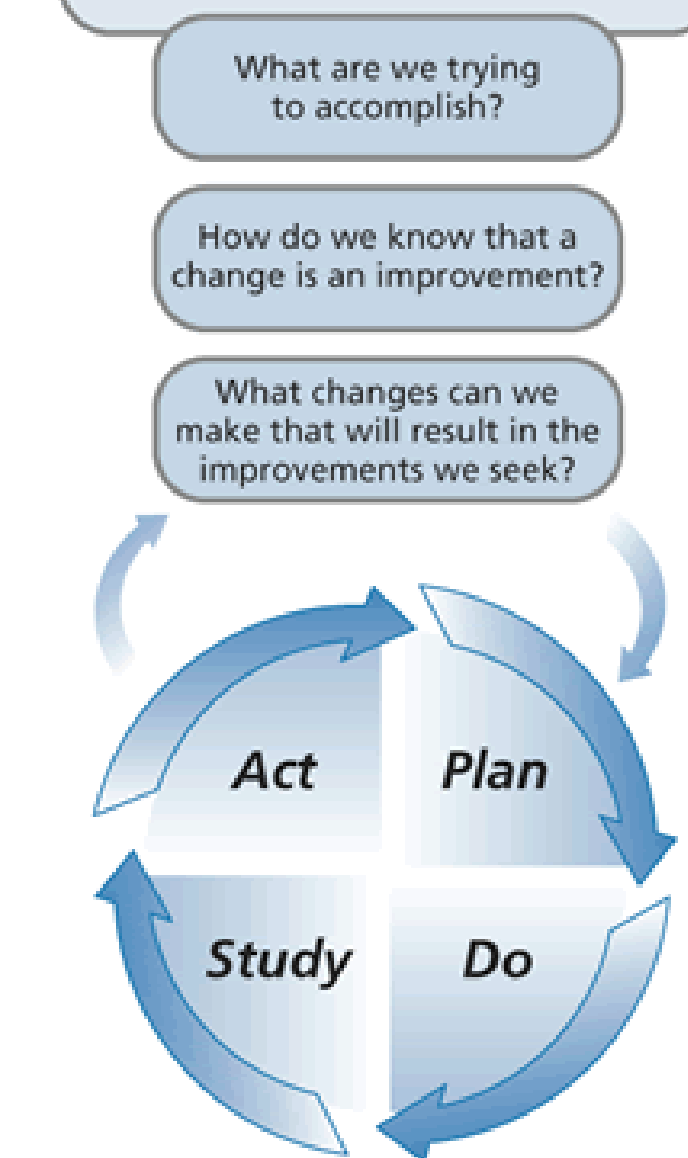 What are we trying
to accomplish?
How do we know that a
change is an improvement?
What changes can we
make that will result in the
improvements we seek?
Act
Plan
Study
Do